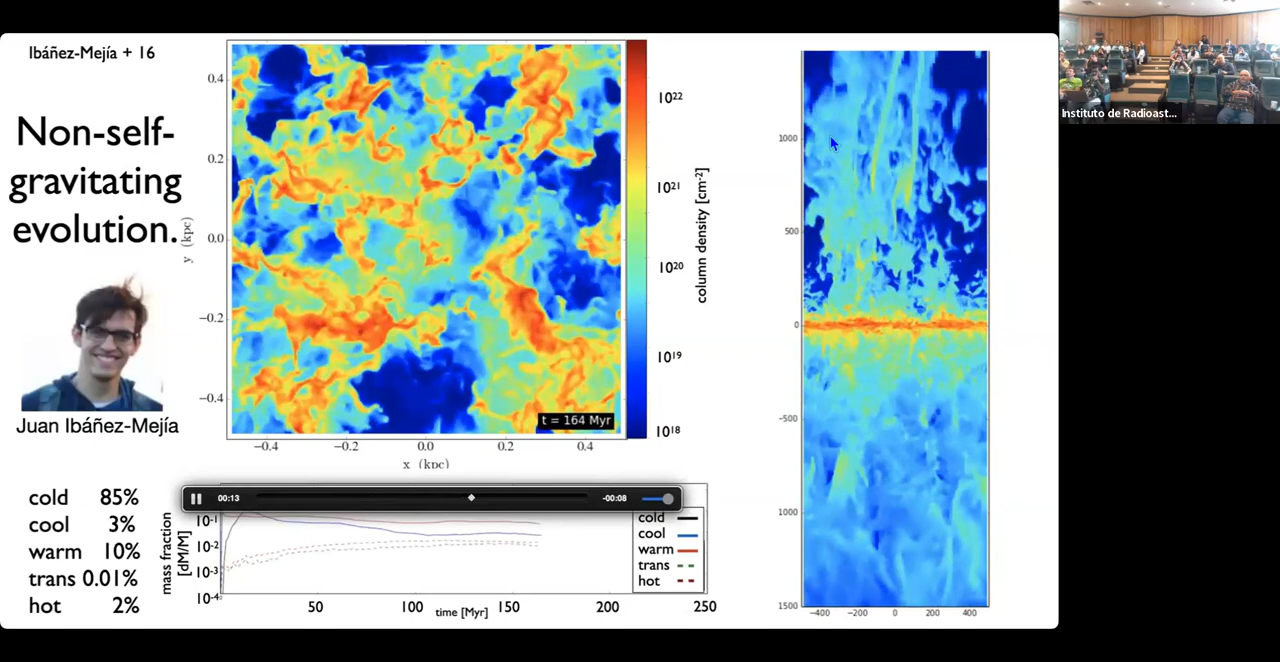 Ibáñez-Mejía + 16
Non-self-
gravitating
evolution.
Juan Ibáñez-Mejía
cold 85%
cool 3%
warm 10%
trans 0.01%
hot 2%
y (kpc)
0.4
0.2
0.0
−0.2
−0.4
−0.4
−0.2
0.0
0.2
0.4
x (kpc)
t = 164 Myr
10²²
10²¹
10²⁰
10¹⁹
10¹⁸
column density [cm⁻²]
00:13
-00:08
mass fraction
[dM/M]
10⁻¹
10⁻²
10⁻³
10⁻⁴
50
100
150
200
250
time [Myr]
cold
cool
warm
trans
hot
1000
500
0
−500
1000
1500
−400
−200
0
200
400
Instituto de Radioast...